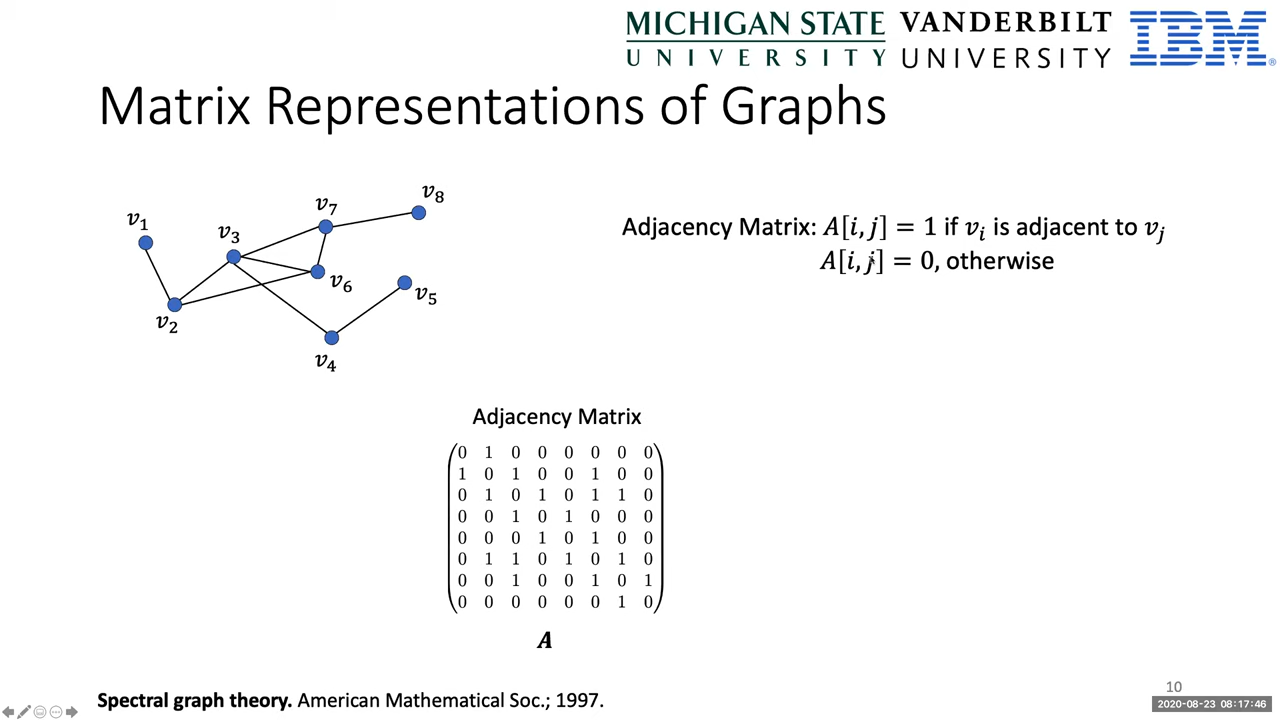 MICHIGAN STATE UNIVERSITY
VANDERBILT UNIVERSITY
IBM®
Matrix Representations of Graphs
v₈
v₇
v₁
v₃
v₆
v₅
v₂
v₄
Adjacency Matrix: A[i, j] = 1 if vᵢ is adjacent to vⱼ
A[i, j] = 0, otherwise
Adjacency Matrix
0 1 0 0 0 0 0 0
1 0 1 0 0 1 0 0
0 1 0 1 0 1 1 0
0 0 1 0 1 0 0 0
0 0 0 1 0 1 0 0
0 1 1 0 1 0 1 0
0 0 1 0 0 1 0 1
0 0 0 0 0 0 1 0
A
Spectral graph theory. American Mathematical Soc.; 1997.
10
2020-08-23 08:17:46